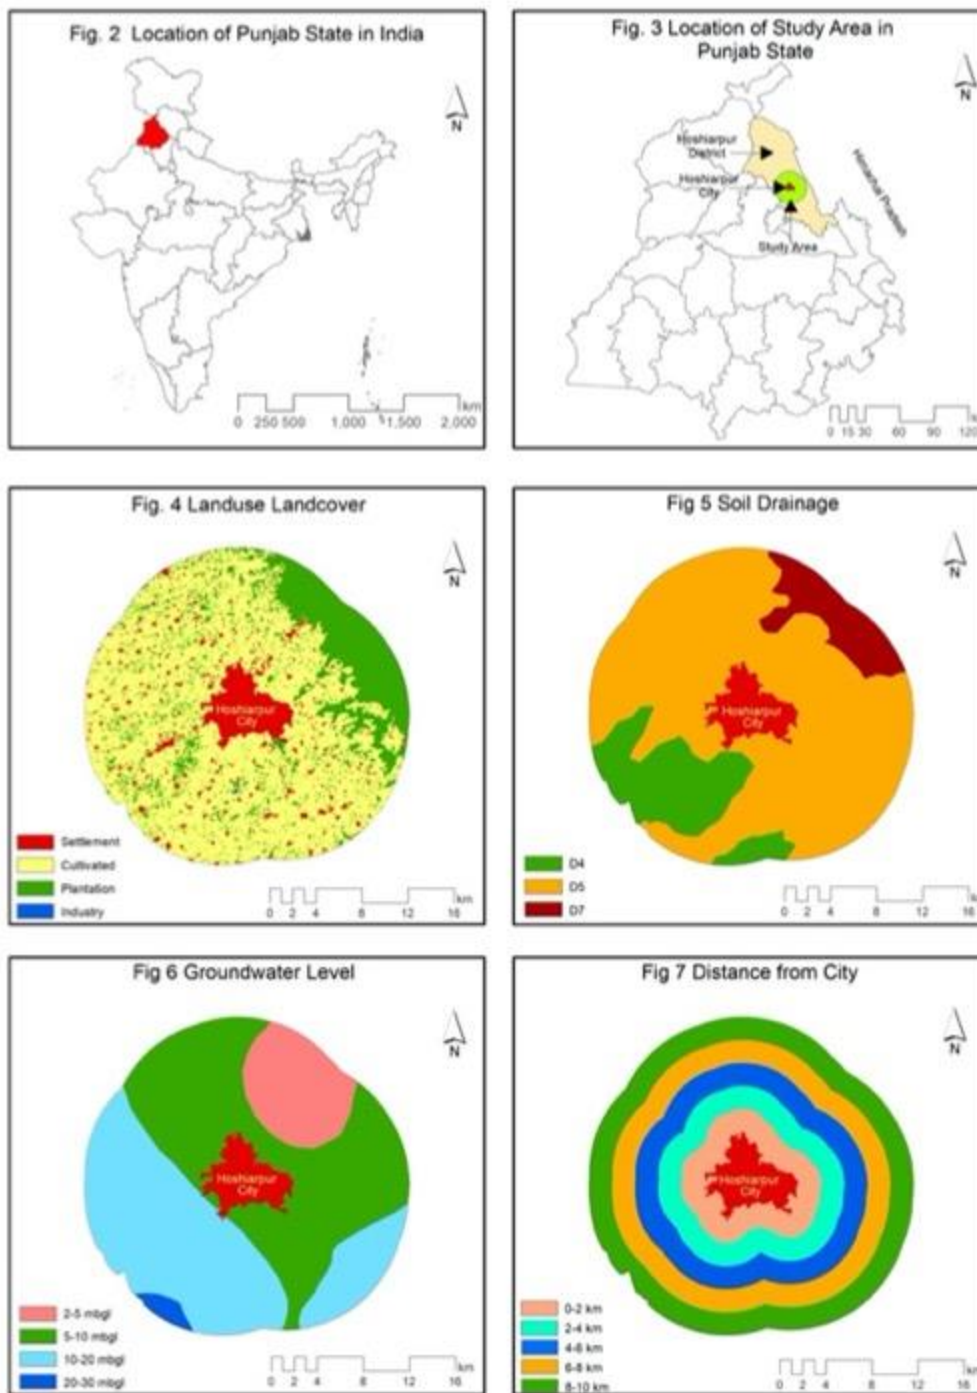 Fig. 2 Location of Punjab State in India
N
km
0 250 500 1,000 1,500 2,000
Fig. 3 Location of Study Area in
Punjab State
N
Hoshiarpur
District
Hoshiarpur
City
Study Area
Himachal Pradesh
0 15 30 60 90 120
Fig. 4 Landuse Landcover
N
Hoshiarpur
City
Settlement
Cultivated
Plantation
Industry
km
0 2 4 8 12 16
Fig 5 Soil Drainage
N
Hoshiarpur
City
D4
D5
D7
0 2 4 8 12 16
Fig 6 Groundwater Level
N
Hoshiarpur
City
2-5 mbgl
5-10 mbgl
10-20 mbgl
20-30 mbgl
km
0 2 4 8 12 16
Fig 7 Distance from City
N
Hoshiarpur
City
0-2 km
2-4 km
4-6 km
6-8 km
8-10 km
0 2 4 8 12 16